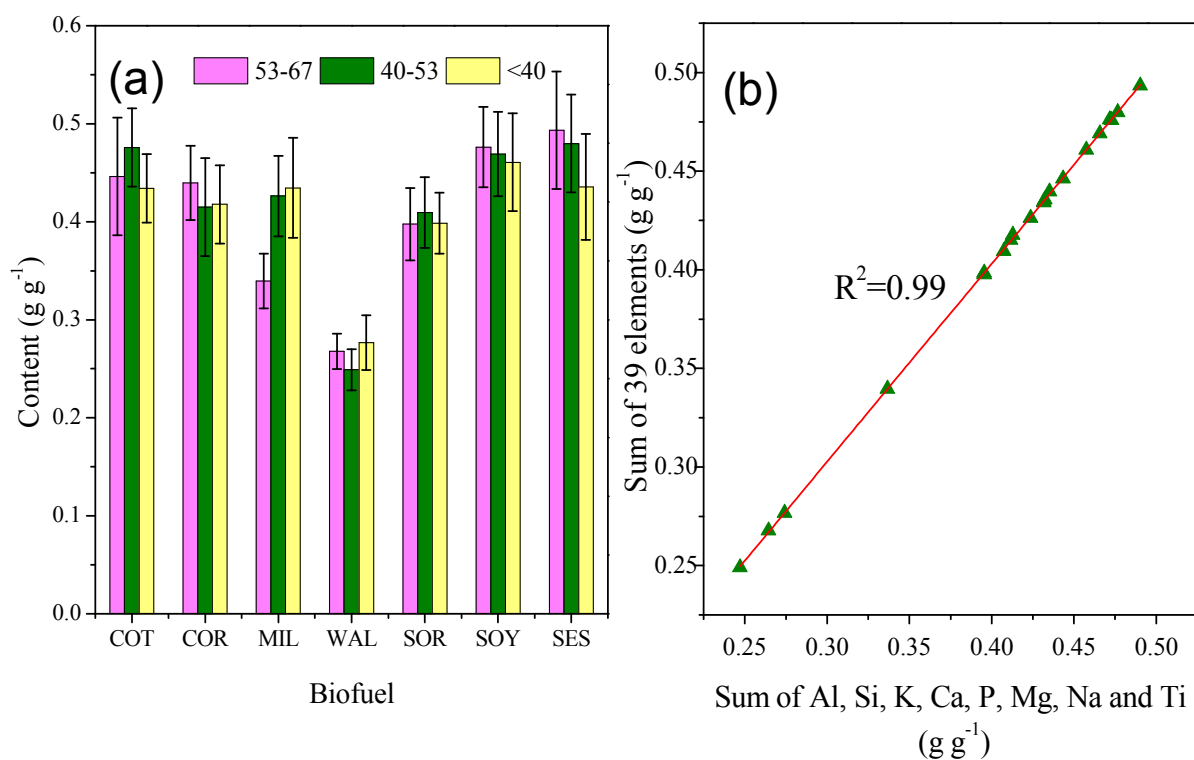 (a)
53-67 40-53 <40
Content (g g⁻¹)
0.6
0.5
0.4
0.3
0.2
0.1
0.0
COT COR MIL WAL SOR SOY SES
Biofuel
(b)
Sum of 39 elements (g g⁻¹)
0.50
0.45
0.40
0.35
0.30
0.25
R²=0.99
0.25 0.30 0.35 0.40 0.45 0.50
Sum of Al, Si, K, Ca, P, Mg, Na and Ti
(g g⁻¹)